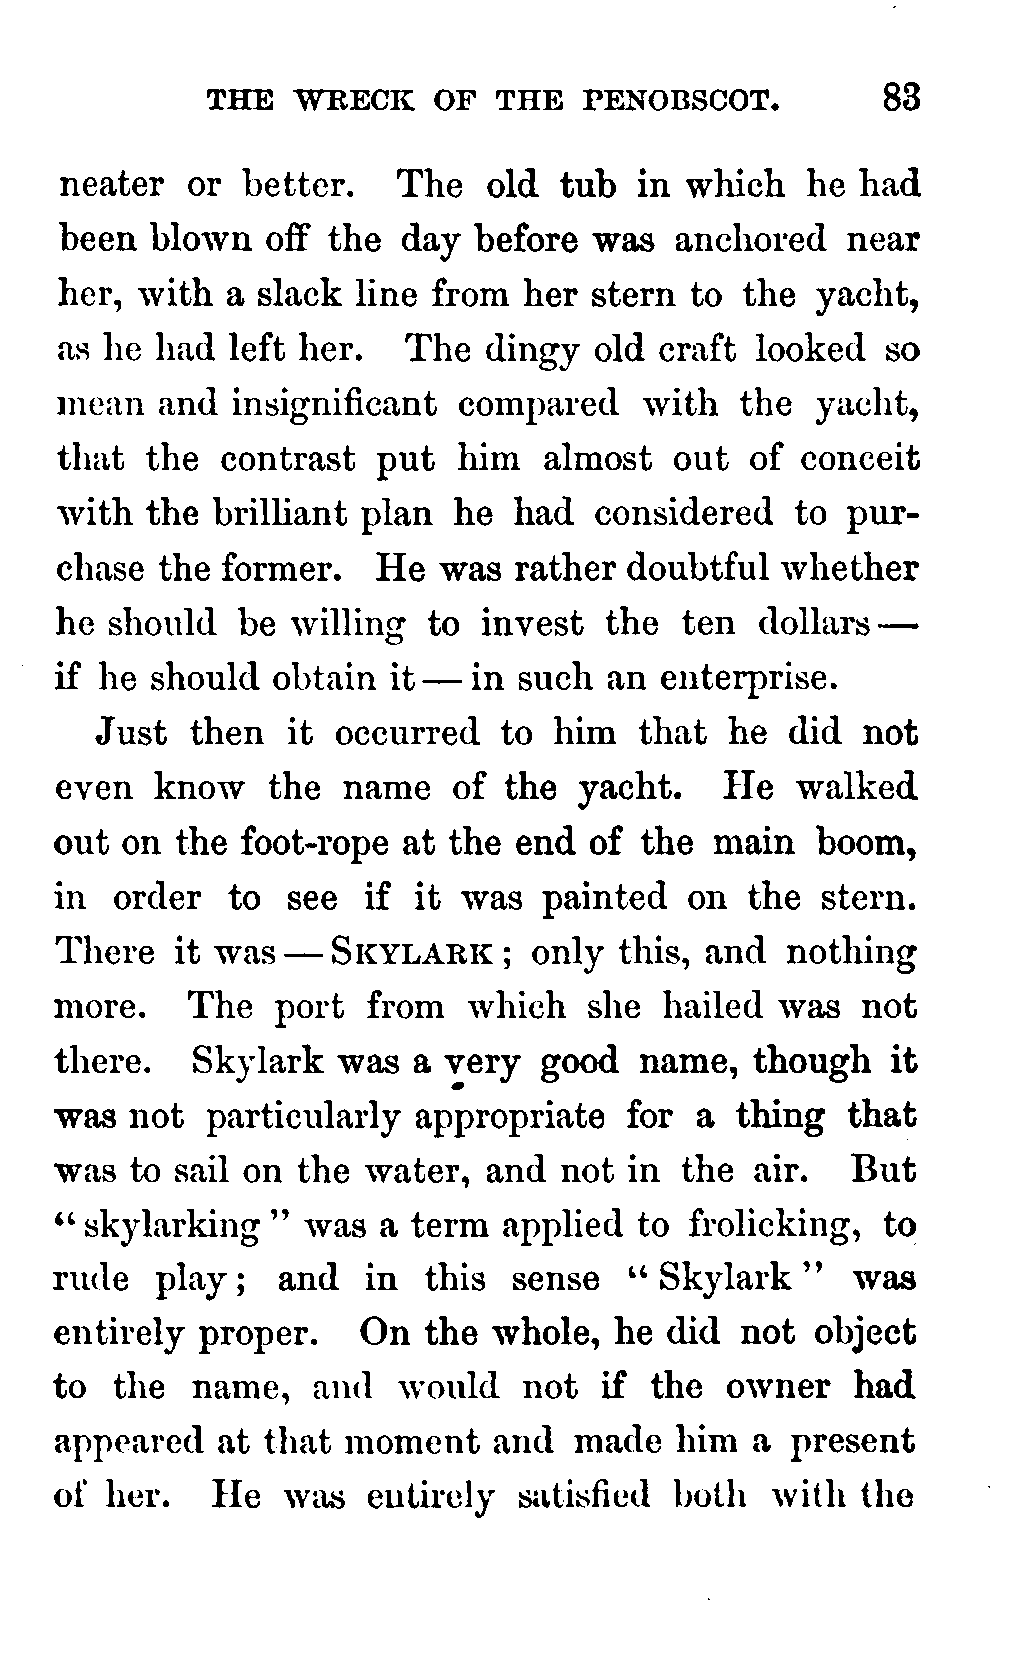 THE WRECK OF THE PENOBSCOT. 83
neater or better. The old tub in which he had
been blown off the day before was anchored near
her, with a slack line from her stern to the yacht,
as he had left her. The dingy old craft looked so
mean and insignificant compared with the yacht,
that the contrast put him almost out of conceit
with the brilliant plan he had considered to pur-
chase the former. He was rather doubtful whether
he should be willing to invest the ten dollars —
if he should obtain it — in such an enterprise.
Just then it occurred to him that he did not
even know the name of the yacht. He walked
out on the foot-rope at the end of the main boom,
in order to see if it was painted on the stern.
There it was — SKYLARK; only this, and nothing
more. The port from which she hailed was not
there. Skylark was a very good name, though it
was not particularly appropriate for a thing that
was to sail on the water, and not in the air. But
“skylarking” was a term applied to frolicking, to
rude play; and in this sense “Skylark” was
entirely proper. On the whole, he did not object
to the name, and would not if the owner had
appeared at that moment and made him a present
of her. He was entirely satisfied both with the